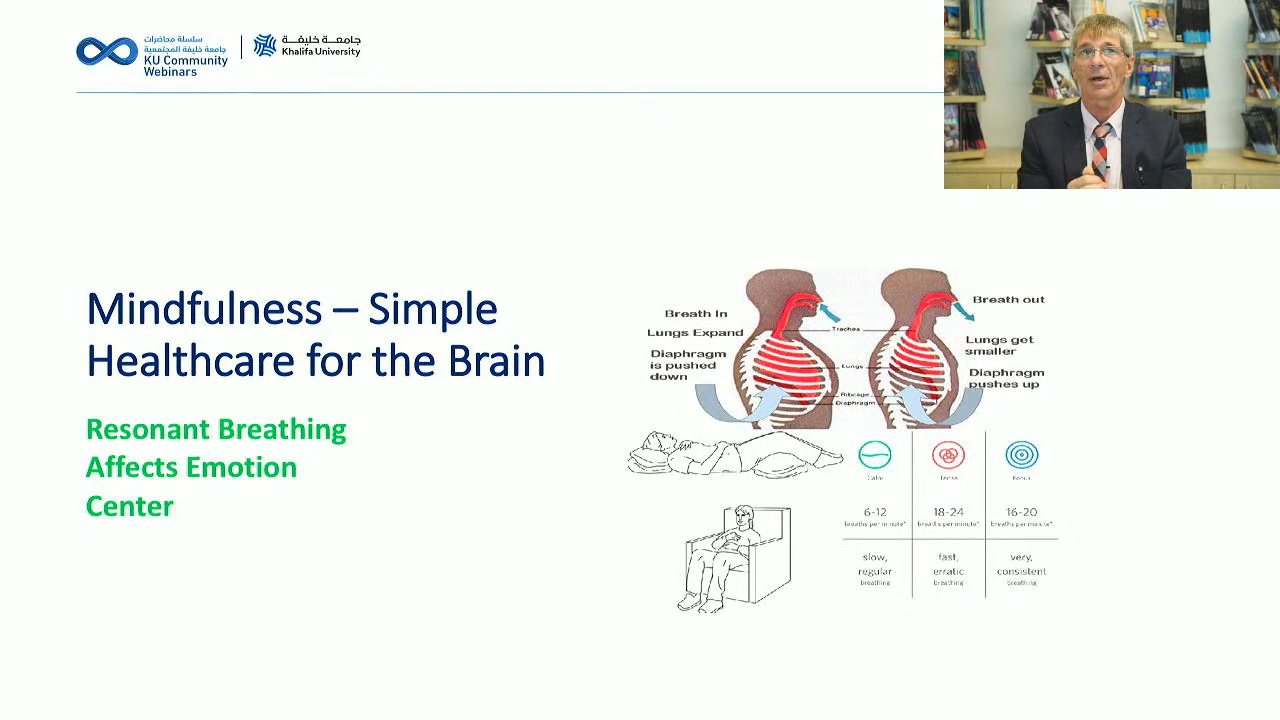 سلسلة محاضرات
جامعة خليفة المجتمعية
KU Community
Webinars
جامعــة خليفــة
Khalifa University
Mindfulness – Simple
Healthcare for the Brain
Resonant Breathing
Affects Emotion
Center
Breath In
Lungs Expand
Diaphragm
is pushed
down
Trachea
Lungs
Ribcage
Diaphragm
Breath out
Lungs get
smaller
Diaphragm
pushes up
Calm
Tense
Focus
6-12
breaths per minute*
18-24
breaths per minute*
16-20
breaths per minute*
slow,
regular
breathing
fast,
erratic
breathing
very,
consistent
breathing